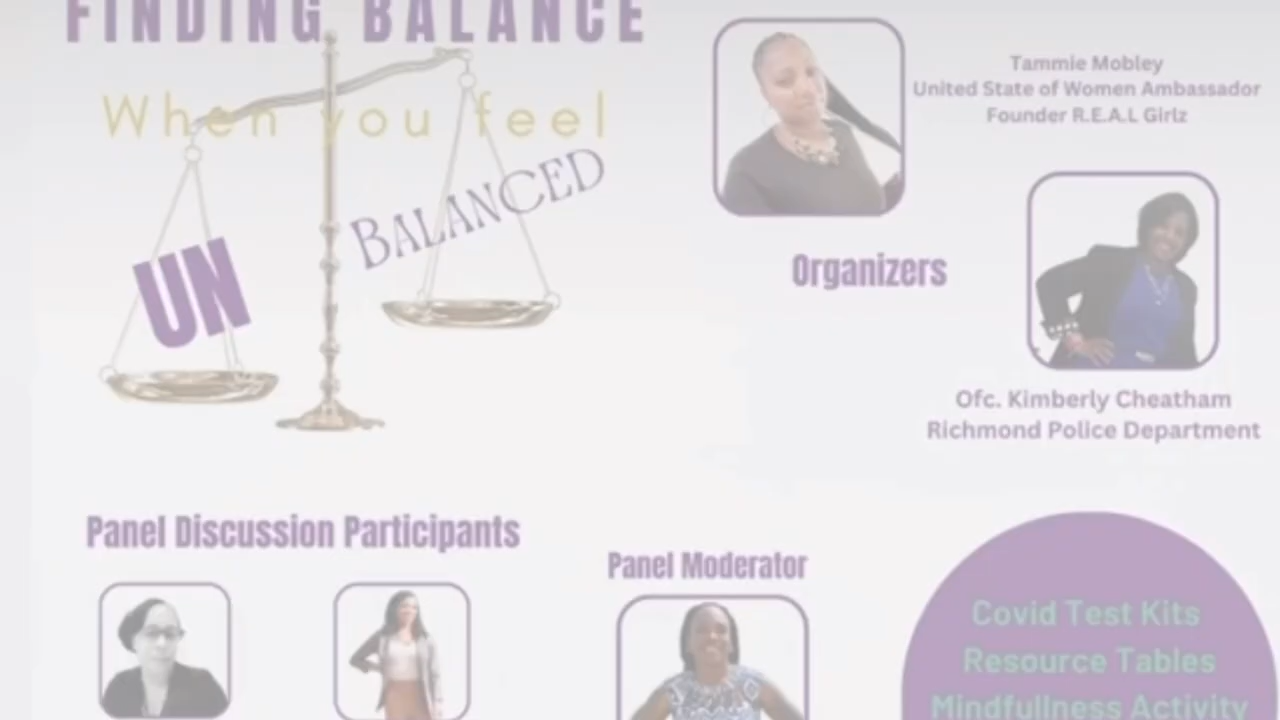 FINDING BALANCE
When you feel
UN
BALANCED
Tammie Mobley
United State of Women Ambassador
Founder R.E.A.L Girlz
Organizers
Ofc. Kimberly Cheatham
Richmond Police Department
Panel Discussion Participants
Panel Moderator
Covid Test Kits
Resource Tables
Mindfullness Activity